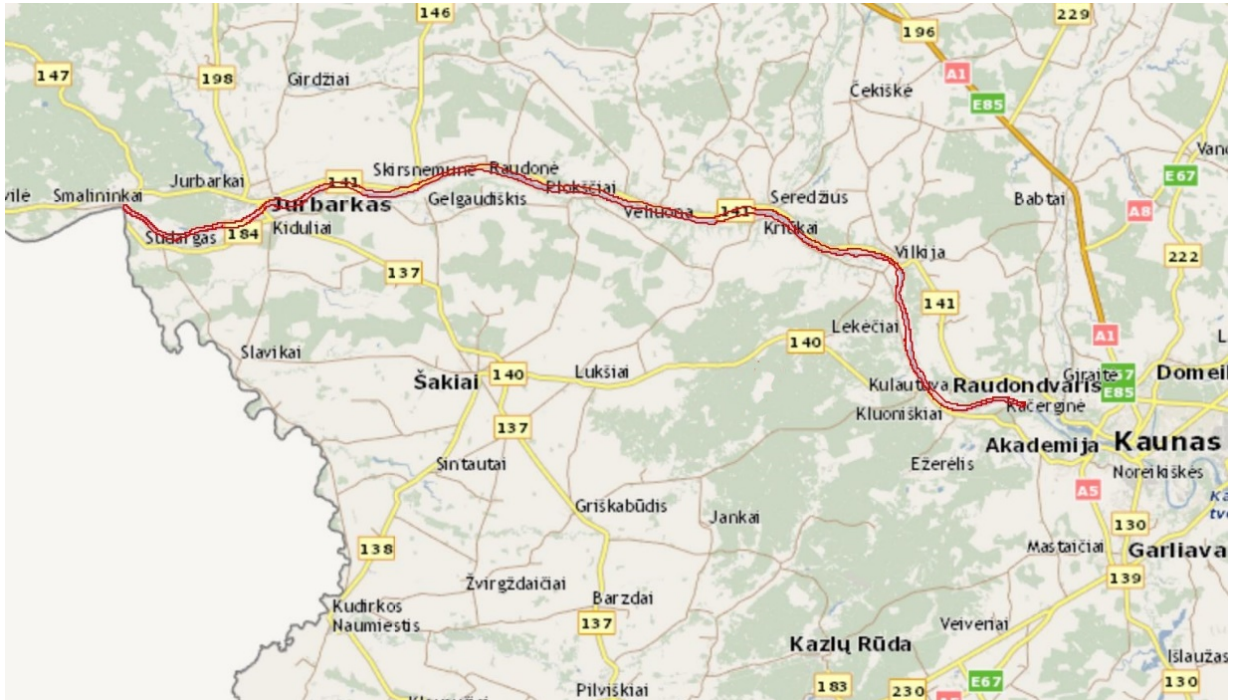 146
229
196
147
198
Girdžiai
A1
Čekiškė
E85
E67
Jurbarkai
141
Skirsnemunė
Raudonė
Smalininkai
Jurbarkas
Gelgaudiškis
Plokščiai
Seredžius
Babtai
A8
Veliuona
141
Kriūkai
Sudargas
184
Kiduliai
Vilkija
222
137
141
Lekėčiai
A1
140
Slavikai
Šakiai
140
Lukšiai
Kulautuva
Raudondvaris
Giraitė
E85
Kluoniškiai
Kačerginė
137
Akademija
Kaunas
Sintautai
Ežerėlis
Noreikiškės
A5
Griškabūdis
Jankai
130
138
Mastaičiai
Garliava
Žvirgždaičiai
139
Barzdai
Kudirkos
Naumiestis
137
Veiveriai
Kazlų Rūda
Išlaužas
E67
130
Pilviškiai
183
230